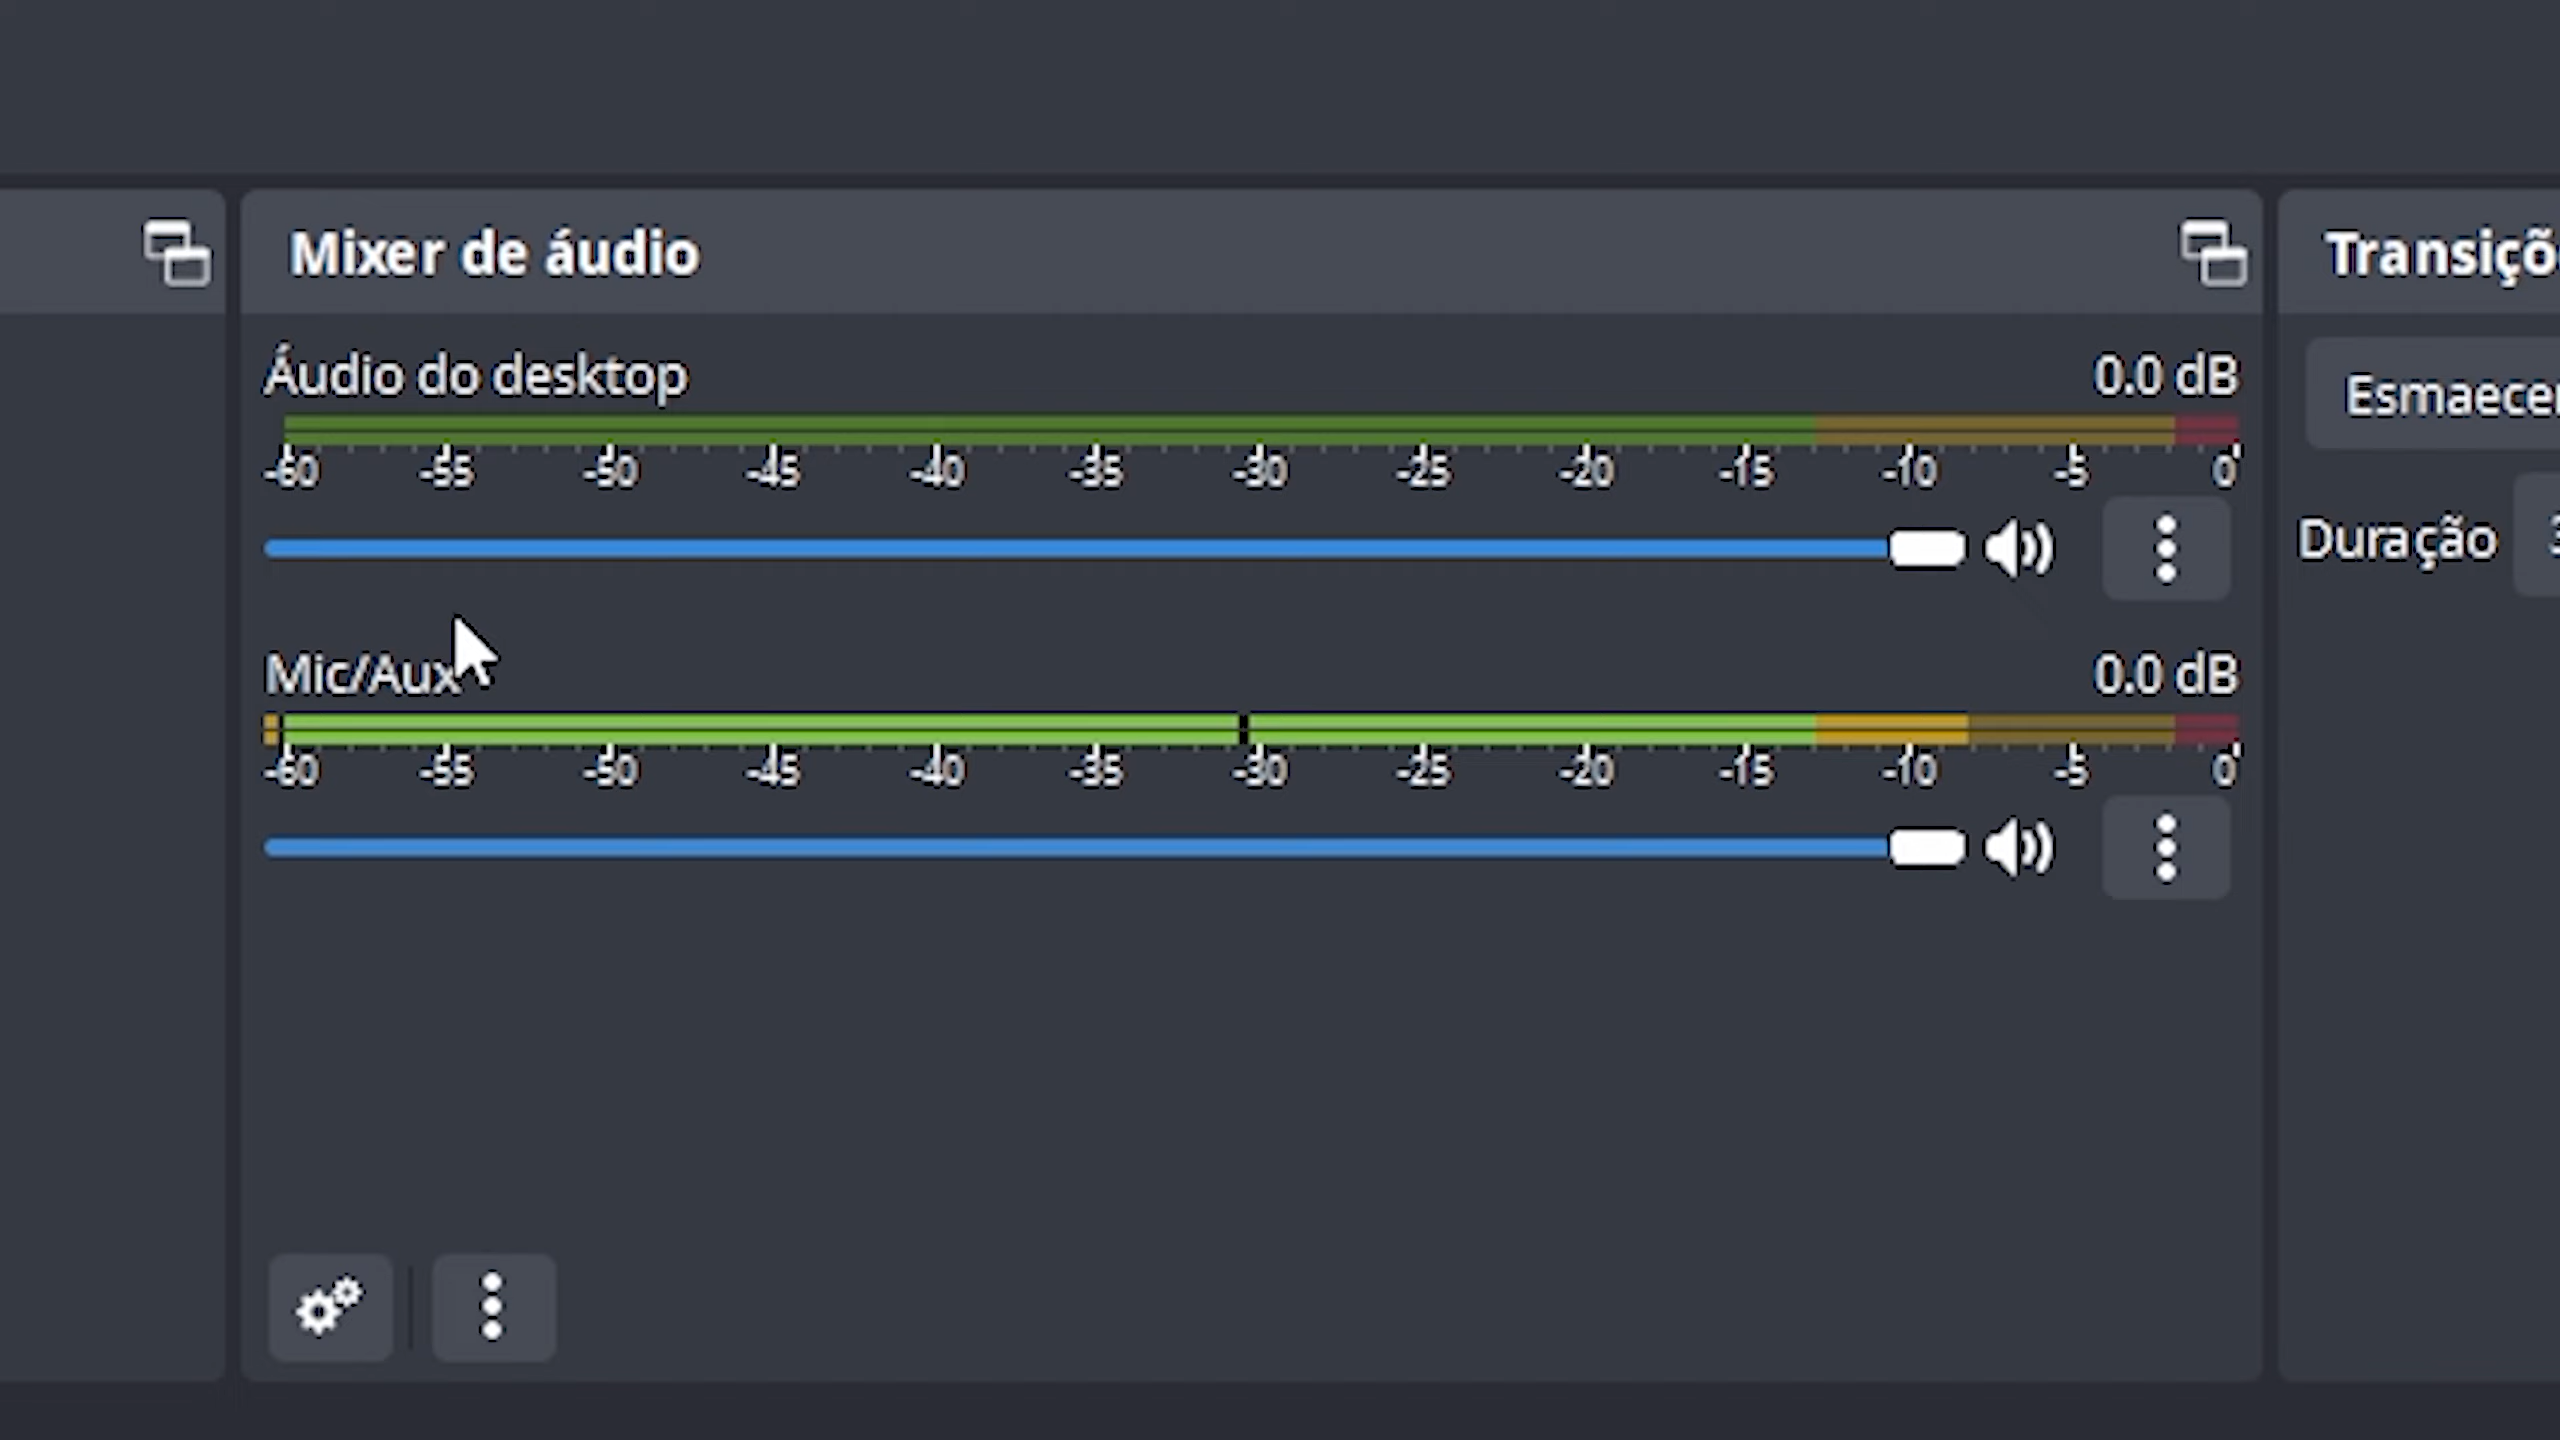 Mixer de áudio
Transiçõ
Áudio do desktop 0.0 dB
Esmaecer
-60 -55 -50 -45 -40 -35 -30 -25 -20 -15 -10 -5 0
Duração
Mic/Aux 0.0 dB
-60 -55 -50 -45 -40 -35 -30 -25 -20 -15 -10 -5 0